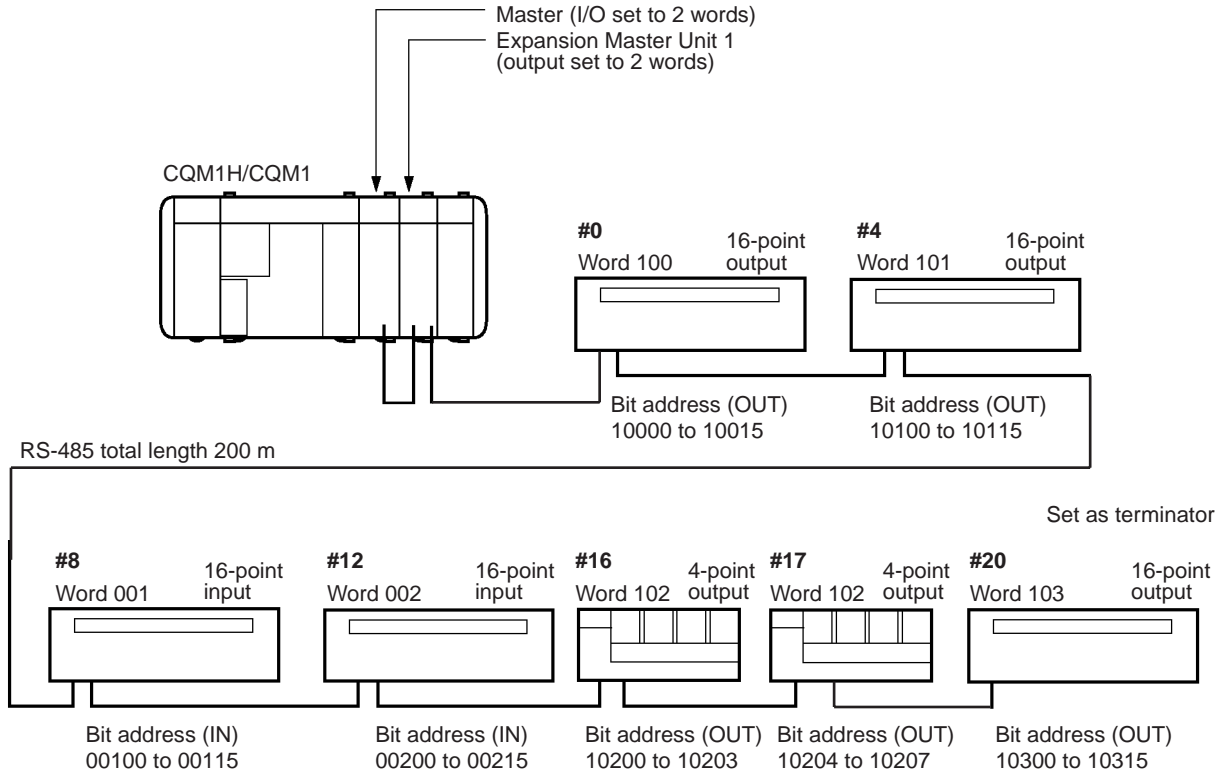 Master (I/O set to 2 words)
Expansion Master Unit 1
(output set to 2 words)
CQM1H/CQM1
#0
Word 100
16-point
output
#4
Word 101
16-point
output
Bit address (OUT)
10000 to 10015
Bit address (OUT)
10100 to 10115
RS-485 total length 200 m
Set as terminator
#8
Word 001
16-point
input
#12
Word 002
16-point
input
#16
Word 102
4-point
output
#17
Word 102
4-point
output
#20
Word 103
16-point
output
Bit address (IN)
00100 to 00115
Bit address (IN)
00200 to 00215
Bit address (OUT)
10200 to 10203
Bit address (OUT)
10204 to 10207
Bit address (OUT)
10300 to 10315